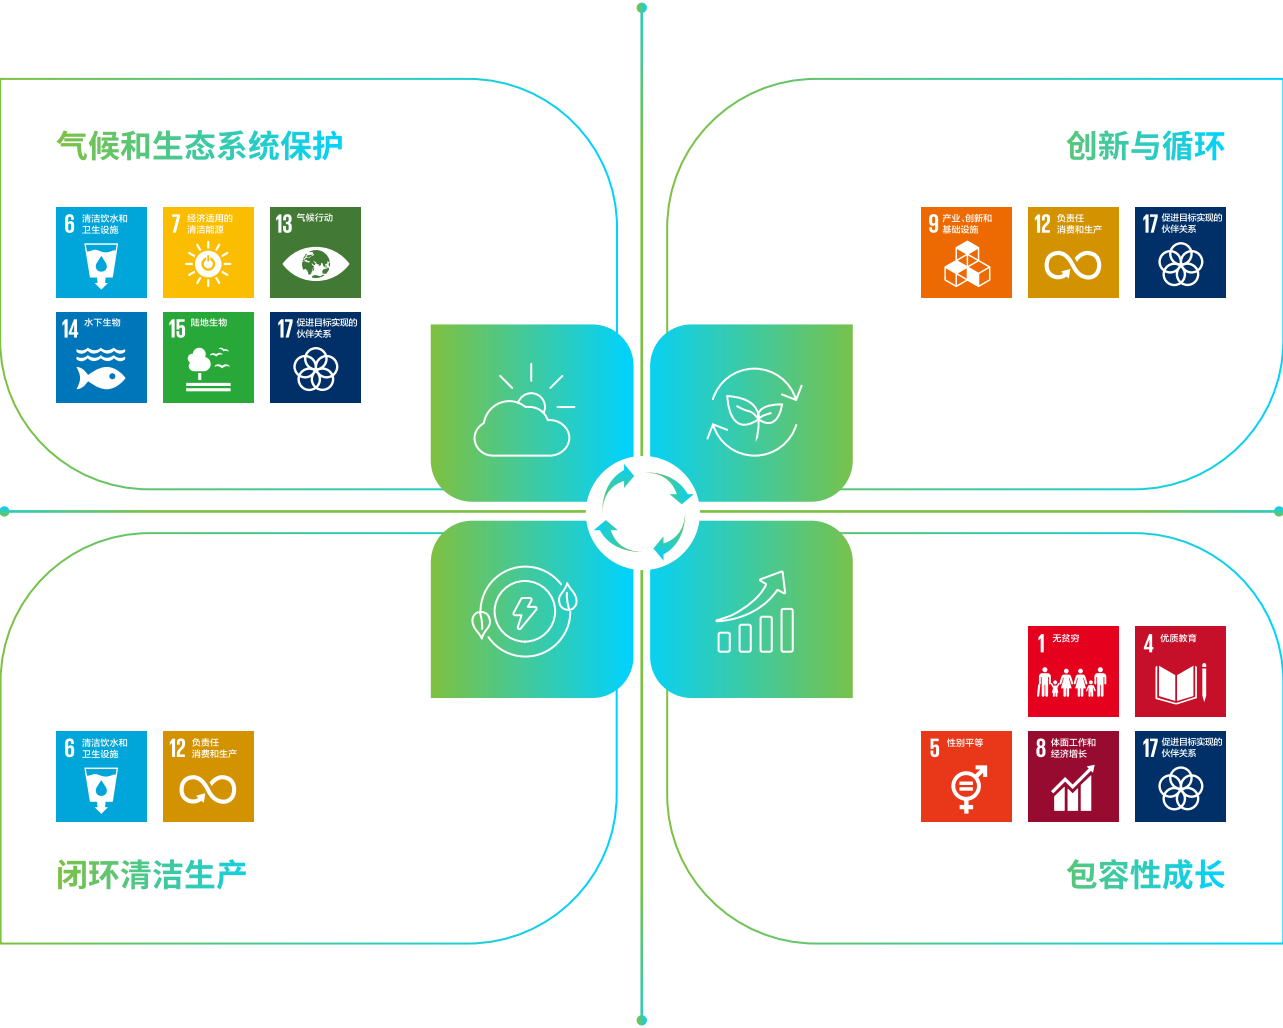 气候和生态系统保护
6 清洁饮水和
卫生设施
7 经济适用的
清洁能源
13 气候行动
14 水下生物
15 陆地生物
17 促进目标实现的
伙伴关系
创新与循环
9 产业、创新和
基础设施
12 负责任
消费和生产
17 促进目标实现的
伙伴关系
6 清洁饮水和
卫生设施
12 负责任
消费和生产
闭环清洁生产
1 无贫穷
4 优质教育
5 性别平等
8 体面工作和
经济增长
17 促进目标实现的
伙伴关系
包容性成长